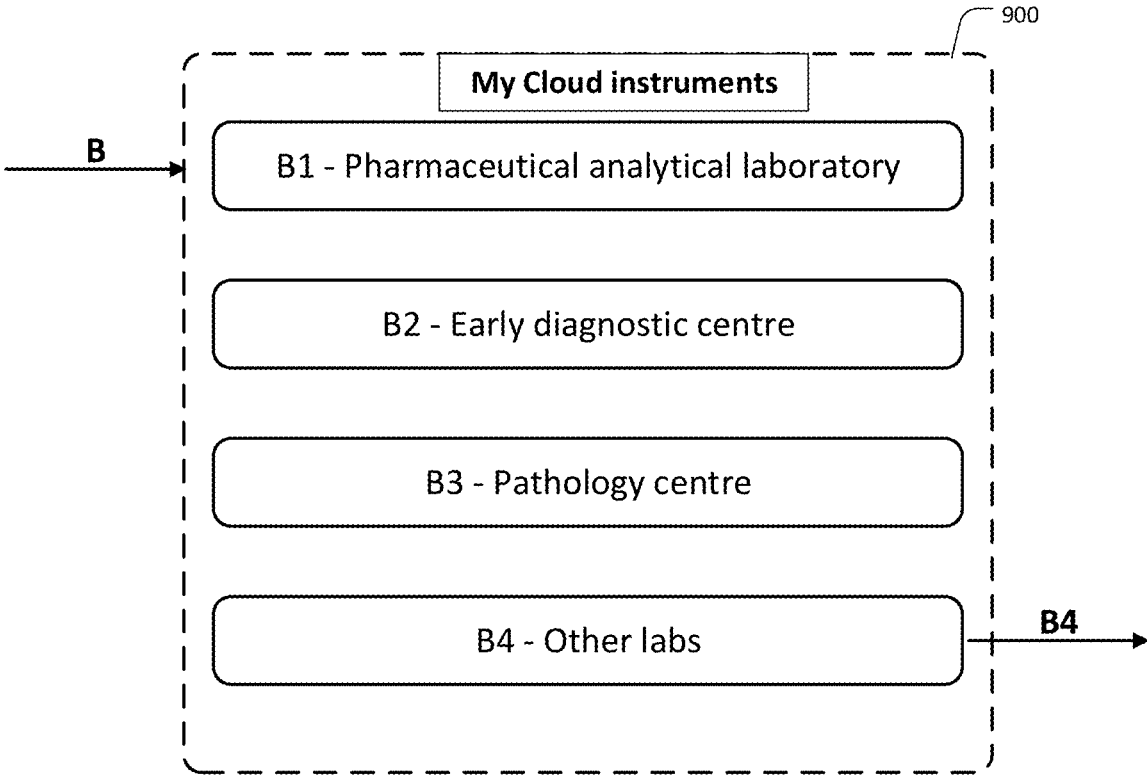 900
My Cloud instruments
B
B1 - Pharmaceutical analytical laboratory
B2 - Early diagnostic centre
B3 - Pathology centre
B4 - Other labs
B4